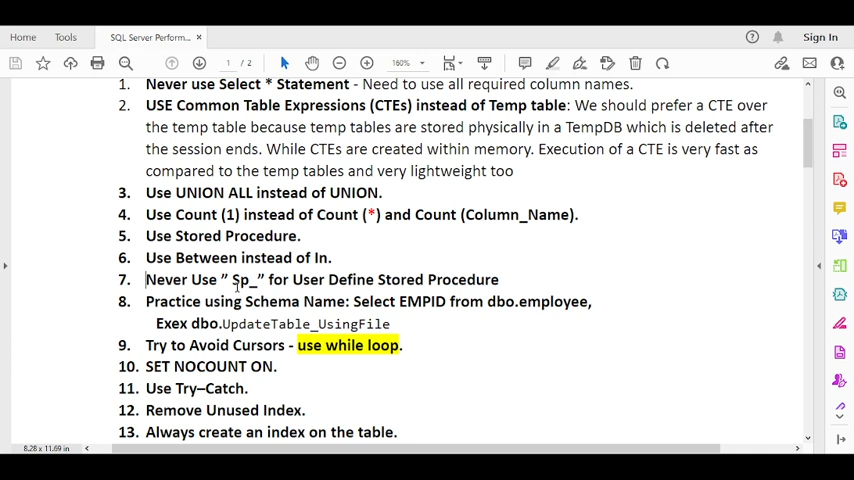 Home Tools SQL Server Perform... × Sign In
1 / 2 160%
1. Never use Select * Statement - Need to use all required column names.
2. USE Common Table Expressions (CTEs) instead of Temp table: We should prefer a CTE over
the temp table because temp tables are stored physically in a TempDB which is deleted after
the session ends. While CTEs are created within memory. Execution of a CTE is very fast as
compared to the temp tables and very lightweight too
3. Use UNION ALL instead of UNION.
4. Use Count (1) instead of Count (*) and Count (Column_Name).
5. Use Stored Procedure.
6. Use Between instead of In.
7. Never Use ” Sp_” for User Define Stored Procedure
8. Practice using Schema Name: Select EMPID from dbo.employee,
Exex dbo.UpdateTable_UsingFile
9. Try to Avoid Cursors - use while loop.
10. SET NOCOUNT ON.
11. Use Try–Catch.
12. Remove Unused Index.
13. Always create an index on the table.
8.28 x 11.69 in